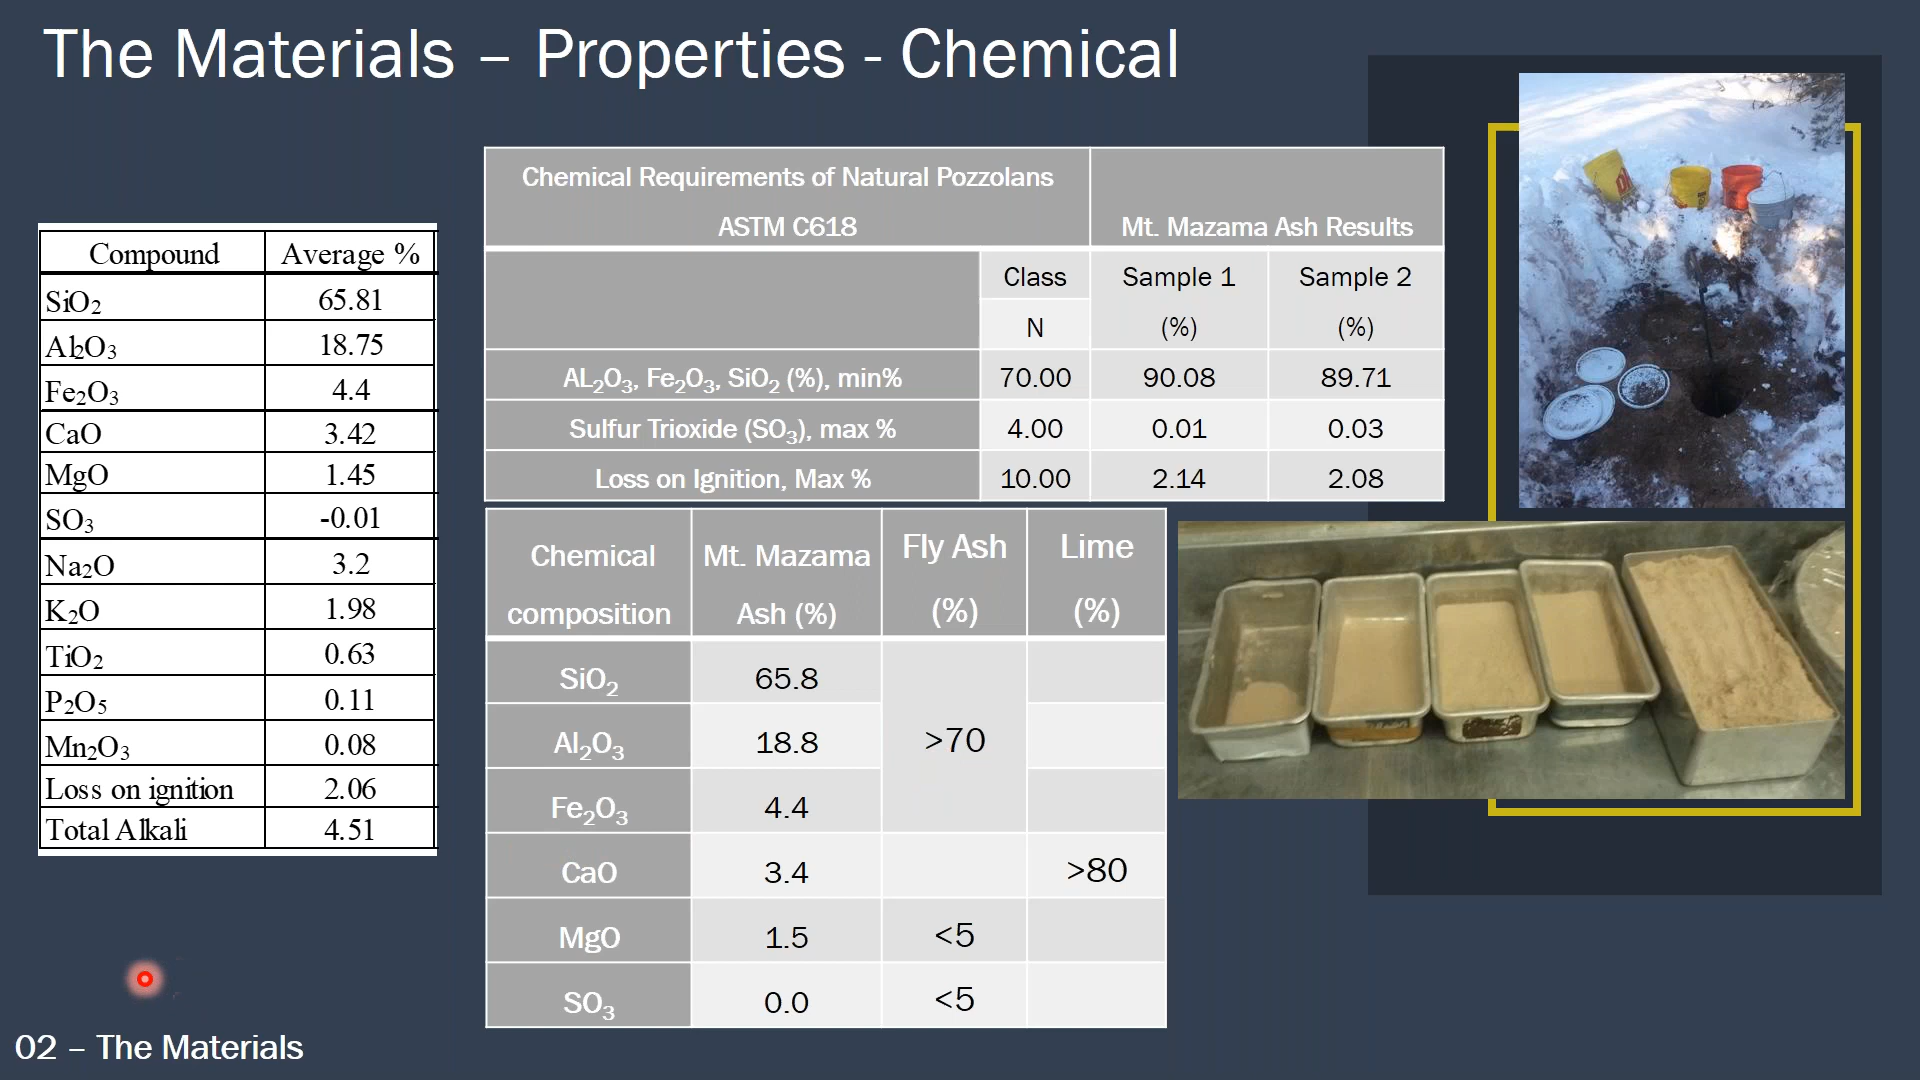 The Materials – Properties - Chemical
Compound Average %
SiO₂ 65.81
Al₂O₃ 18.75
Fe₂O₃ 4.4
CaO 3.42
MgO 1.45
SO₃ -0.01
Na₂O 3.2
K₂O 1.98
TiO₂ 0.63
P₂O₅ 0.11
Mn₂O₃ 0.08
Loss on ignition 2.06
Total Alkali 4.51
Chemical Requirements of Natural Pozzolans
ASTM C618 Mt. Mazama Ash Results
Class Sample 1 Sample 2
N (%) (%)
AL₂O₃, Fe₂O₃, SiO₂ (%), min% 70.00 90.08 89.71
Sulfur Trioxide (SO₃), max % 4.00 0.01 0.03
Loss on Ignition, Max % 10.00 2.14 2.08
Chemical Mt. Mazama Fly Ash Lime
composition Ash (%) (%) (%)
SiO₂ 65.8
Al₂O₃ 18.8 >70
Fe₂O₃ 4.4
CaO 3.4 >80
MgO 1.5 <5
SO₃ 0.0 <5
02 – The Materials